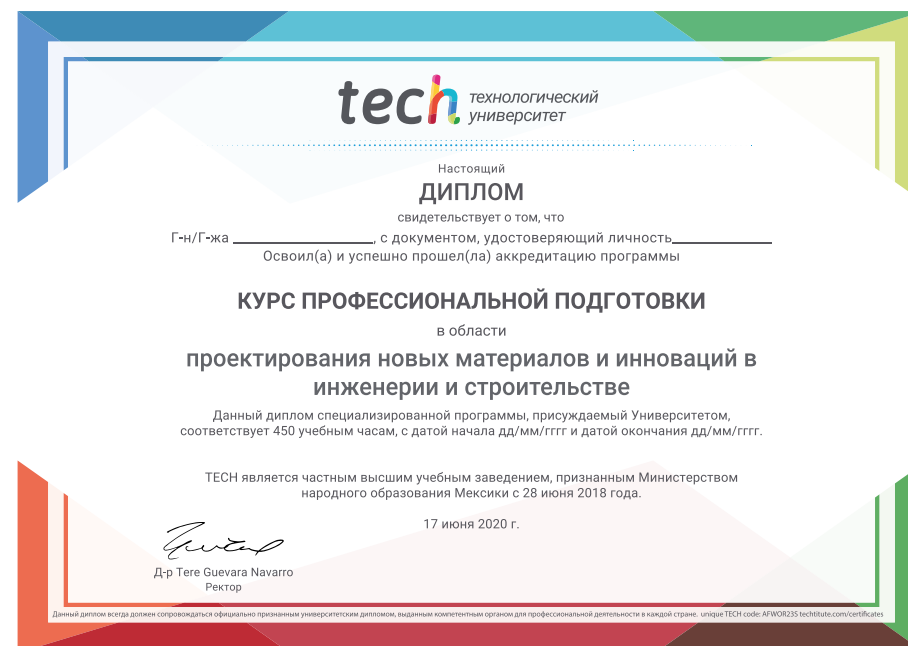 tech технологический
университет
Настоящий
ДИПЛОМ
свидетельствует о том, что
Г-н/Г-жа ____________________, с документом, удостоверяющий личность______________
Освоил(а) и успешно прошел(ла) аккредитацию программы
КУРС ПРОФЕССИОНАЛЬНОЙ ПОДГОТОВКИ
в области
проектирования новых материалов и инноваций в
инженерии и строительстве
Данный диплом специализированной программы, присуждаемый Университетом,
соответствует 450 учебным часам, с датой начала дд/мм/гггг и датой окончания дд/мм/гггг.
TECH является частным высшим учебным заведением, признанным Министерством
народного образования Мексики с 28 июня 2018 года.
17 июня 2020 г.
Д-р Tere Guevara Navarro
Ректор
Данный диплом всегда должен сопровождаться официально признанным университетским дипломом, выданным компетентным органом для профессиональной деятельности в каждой стране. unique TECH code: AFWOR23S techtitute.com/certificates